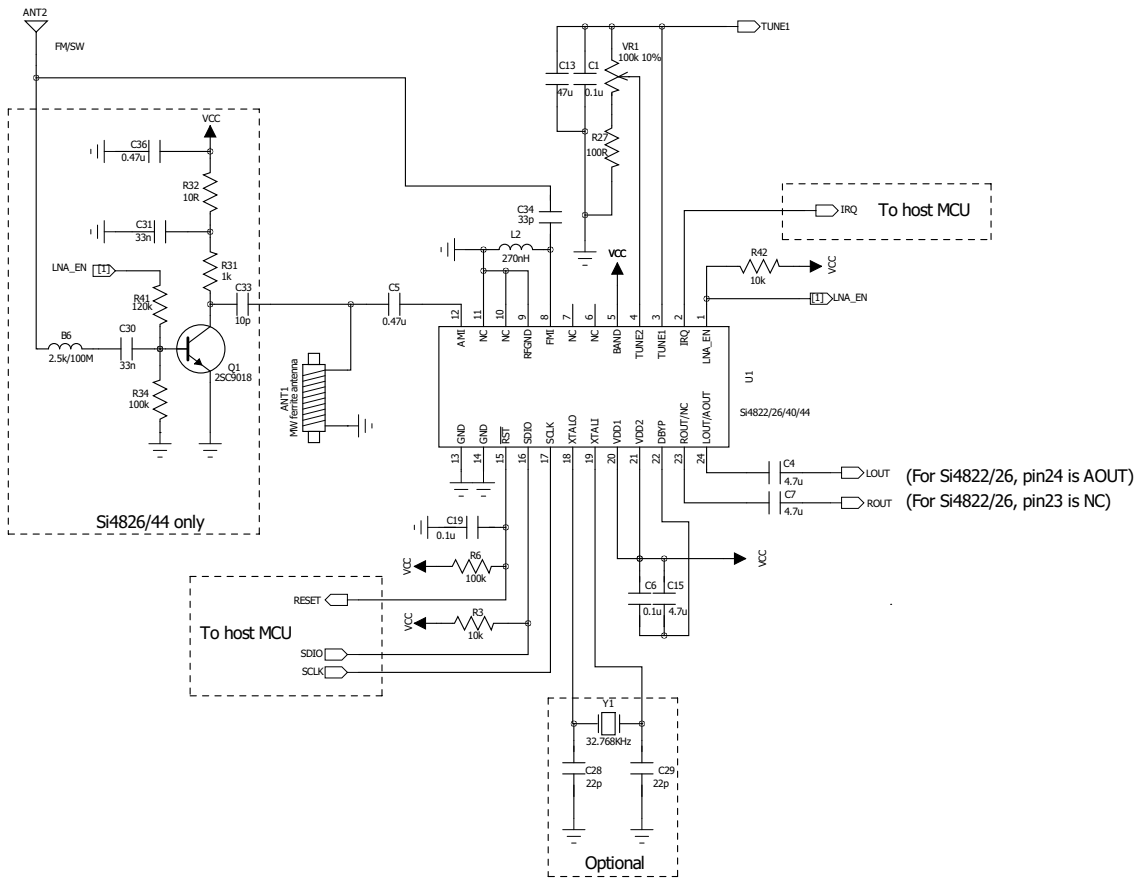 ANT2
FM/SW
TUNE1
VR1
100k 10%
C13
47u
C1
0.1u
R27
100R
VCC
C36
0.47u
R32
10R
C31
33n
LNA_EN [1]
R31
1k
R41
120k
C33
10p
B6
2.5k/100M
C30
33n
Q1
2SC9018
R34
100k
Si4826/44 only
C34
33p
L2
270nH
C5
0.47u
ANT1
MW ferrite antenna
VCC
IRQ
To host MCU
R42
10k
VCC
[1] LNA_EN
12 11 10 9 8 7 6 5 4 3 2 1
AMI NC NC RFGND FMI NC NC BAND TUNE2 TUNE1 IRQ LNA_EN
U1
Si4822/26/40/44
GND GND RST SDIO SCLK XTALO XTALI VDD1 VDD2 DBYP ROUT/NC LOUT/AOUT
13 14 15 16 17 18 19 20 21 22 23 24
C4
4.7u
LOUT (For Si4822/26, pin24 is AOUT)
C7
4.7u
ROUT (For Si4822/26, pin23 is NC)
C19
0.1u
VCC
R6
100k
RESET
VCC
R3
10k
To host MCU
SDIO
SCLK
VCC
C6
0.1u
C15
4.7u
Y1
32.768KHz
C28
22p
C29
22p
Optional